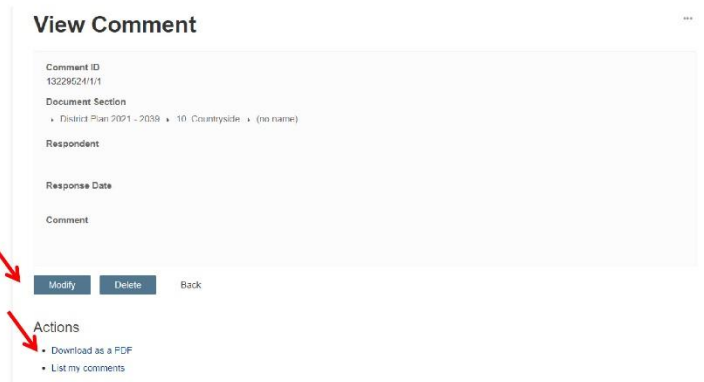 View Comment
Comment ID
13229524/1/1
Document Section
District Plan 2021 - 2039 ▸ 10 Countryside ▸ (no name)
Respondent
Response Date
Comment
Modify Delete Back
Actions
• Download as a PDF
• List my comments